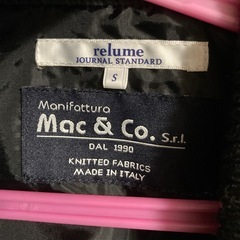 relume
JOURNAL STANDARD
S
Manifattura
Mac & Co. S.r.l.
DAL 1990
KNITTED FABRICS
MADE IN ITALY